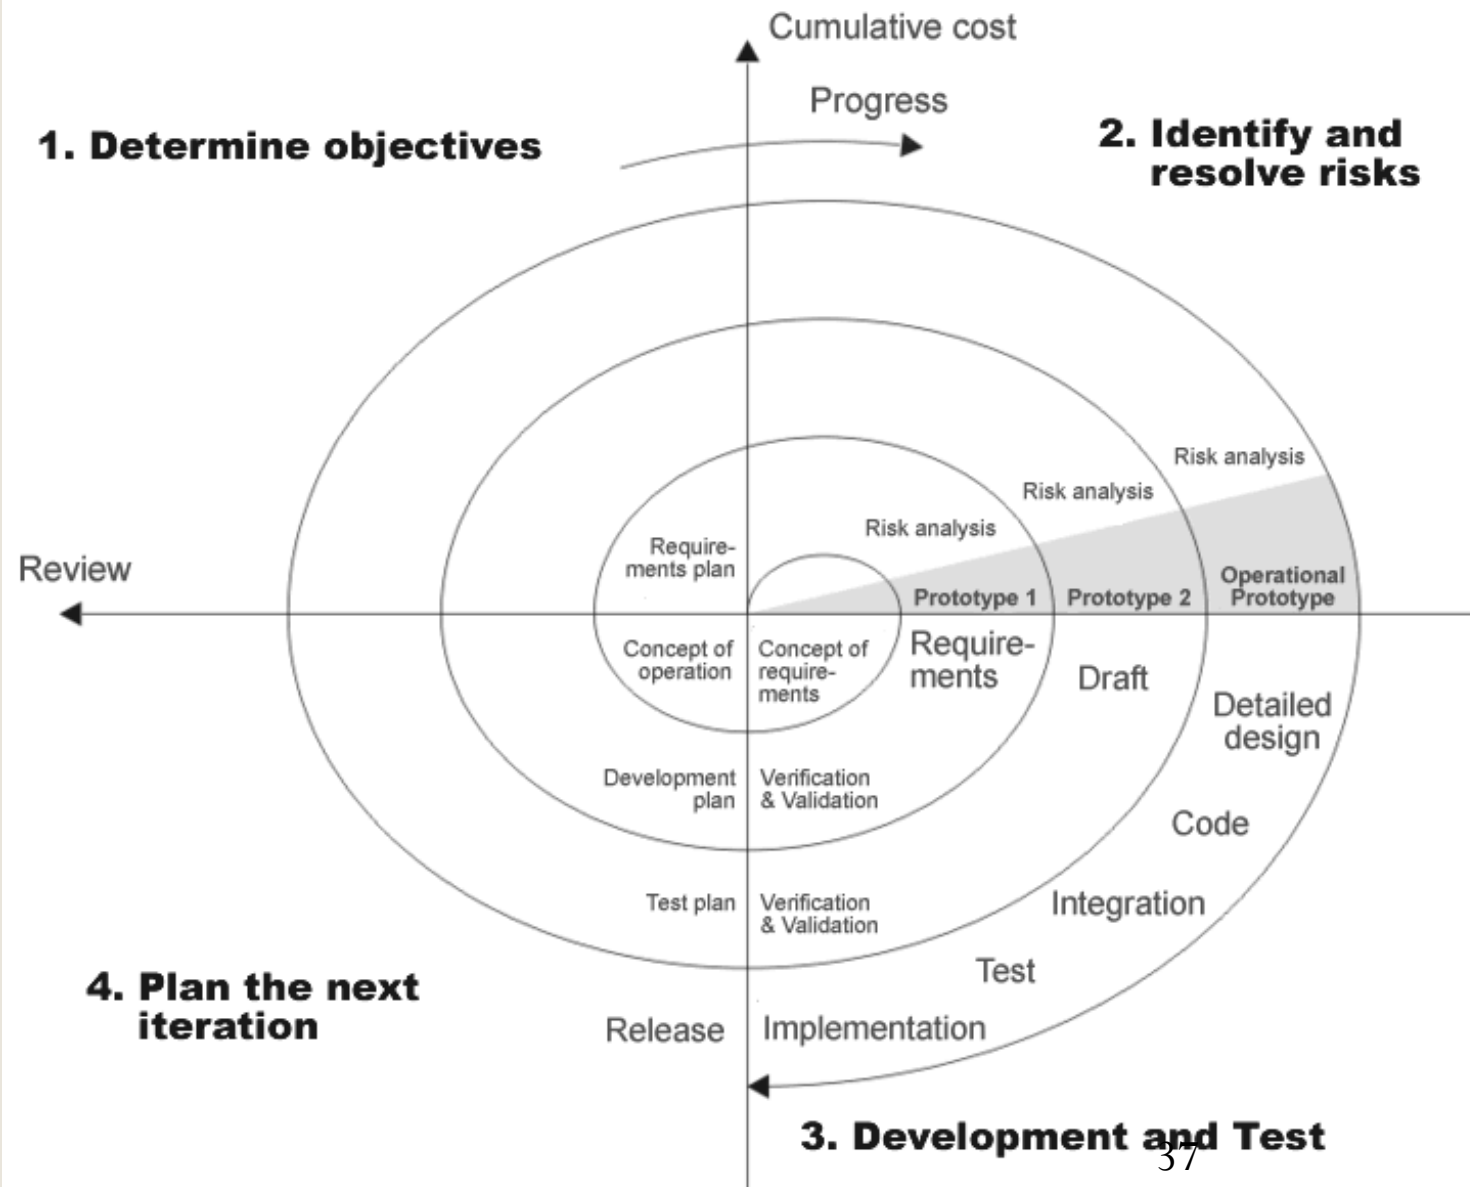 Cumulative cost
Progress
1. Determine objectives
2. Identify and
resolve risks
Risk analysis
Risk analysis
Risk analysis
Require-
ments plan
Review
Operational
Prototype
Prototype 1
Prototype 2
Concept of
operation
Concept of
require-
ments
Require-
ments
Draft
Detailed
design
Development
plan
Verification
& Validation
Code
Test plan
Verification
& Validation
Integration
Test
4. Plan the next
iteration
Release
Implementation
3. Development and Test
37